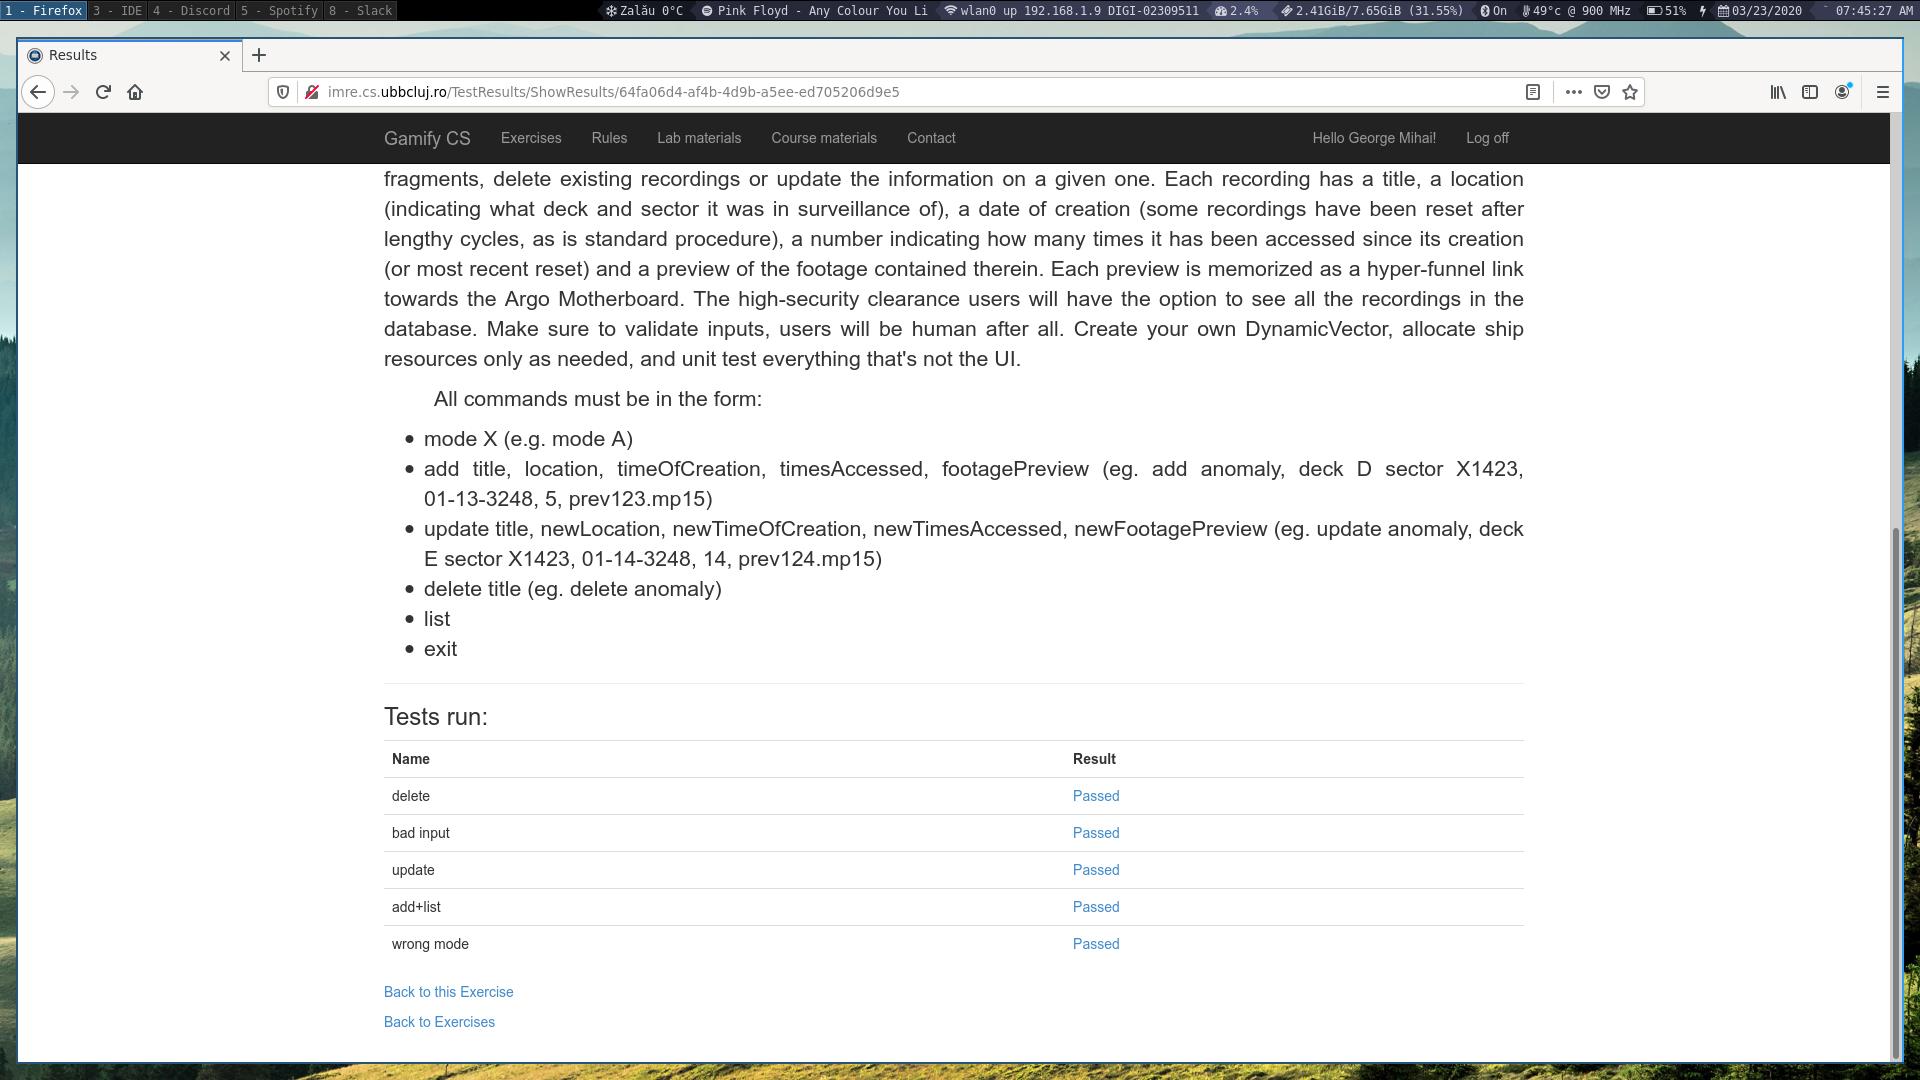 1 - Firefox 3 - IDE 4 - Discord 5 - Spotify 8 - Slack Zalău 0°C Pink Floyd - Any Colour You Li wlan0 up 192.168.1.9 DIGI-02309511 2.4% 2.41GiB/7.65GiB (31.55%) On 49°c @ 900 MHz 51% 03/23/2020 07:45:27 AM
Results
imre.cs.ubbcluj.ro/TestResults/ShowResults/64fa06d4-af4b-4d9b-a5ee-ed705206d9e5
Gamify CS Exercises Rules Lab materials Course materials Contact Hello George Mihai! Log off
fragments, delete existing recordings or update the information on a given one. Each recording has a title, a location
(indicating what deck and sector it was in surveillance of), a date of creation (some recordings have been reset after
lengthy cycles, as is standard procedure), a number indicating how many times it has been accessed since its creation
(or most recent reset) and a preview of the footage contained therein. Each preview is memorized as a hyper-funnel link
towards the Argo Motherboard. The high-security clearance users will have the option to see all the recordings in the
database. Make sure to validate inputs, users will be human after all. Create your own DynamicVector, allocate ship
resources only as needed, and unit test everything that's not the UI.
All commands must be in the form:
• mode X (e.g. mode A)
• add title, location, timeOfCreation, timesAccessed, footagePreview (eg. add anomaly, deck D sector X1423,
01-13-3248, 5, prev123.mp15)
• update title, newLocation, newTimeOfCreation, newTimesAccessed, newFootagePreview (eg. update anomaly, deck
E sector X1423, 01-14-3248, 14, prev124.mp15)
• delete title (eg. delete anomaly)
• list
• exit
Tests run:
Name Result
delete Passed
bad input Passed
update Passed
add+list Passed
wrong mode Passed
Back to this Exercise
Back to Exercises